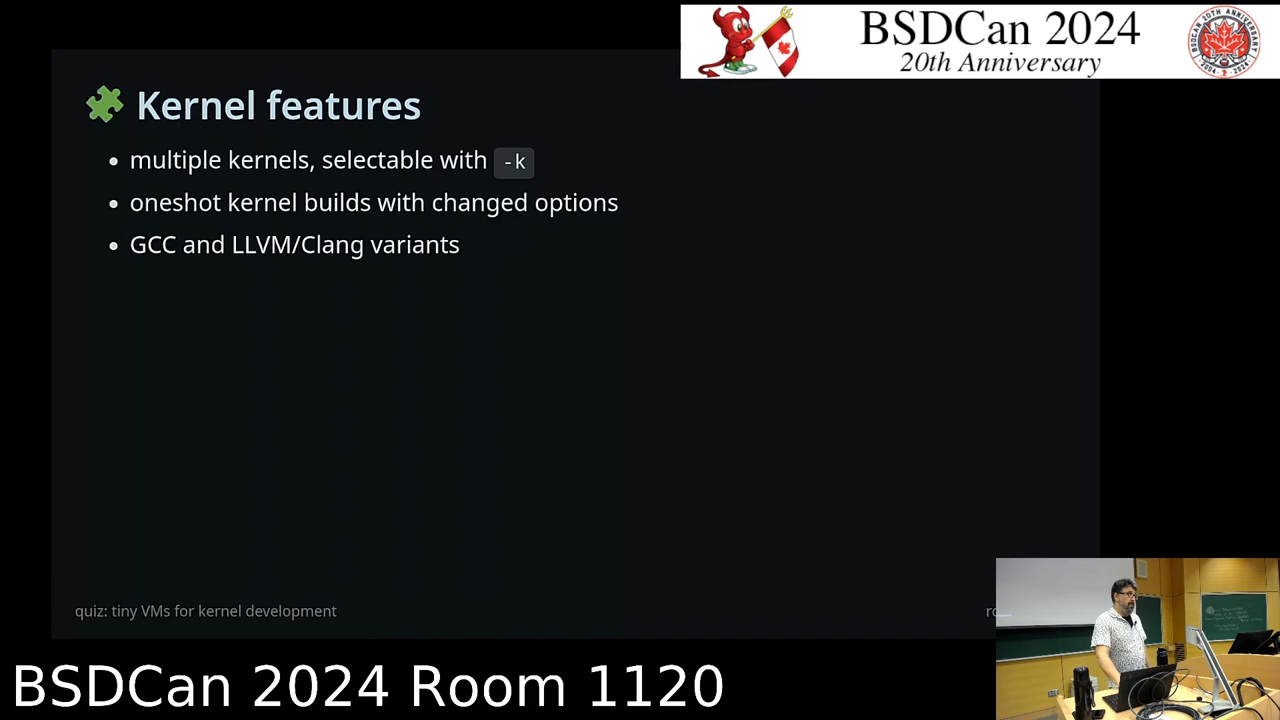 BSDCan 2024
20th Anniversary
Kernel features
multiple kernels, selectable with -k
oneshot kernel builds with changed options
GCC and LLVM/Clang variants
quiz: tiny VMs for kernel development
BSDCan 2024 Room 1120